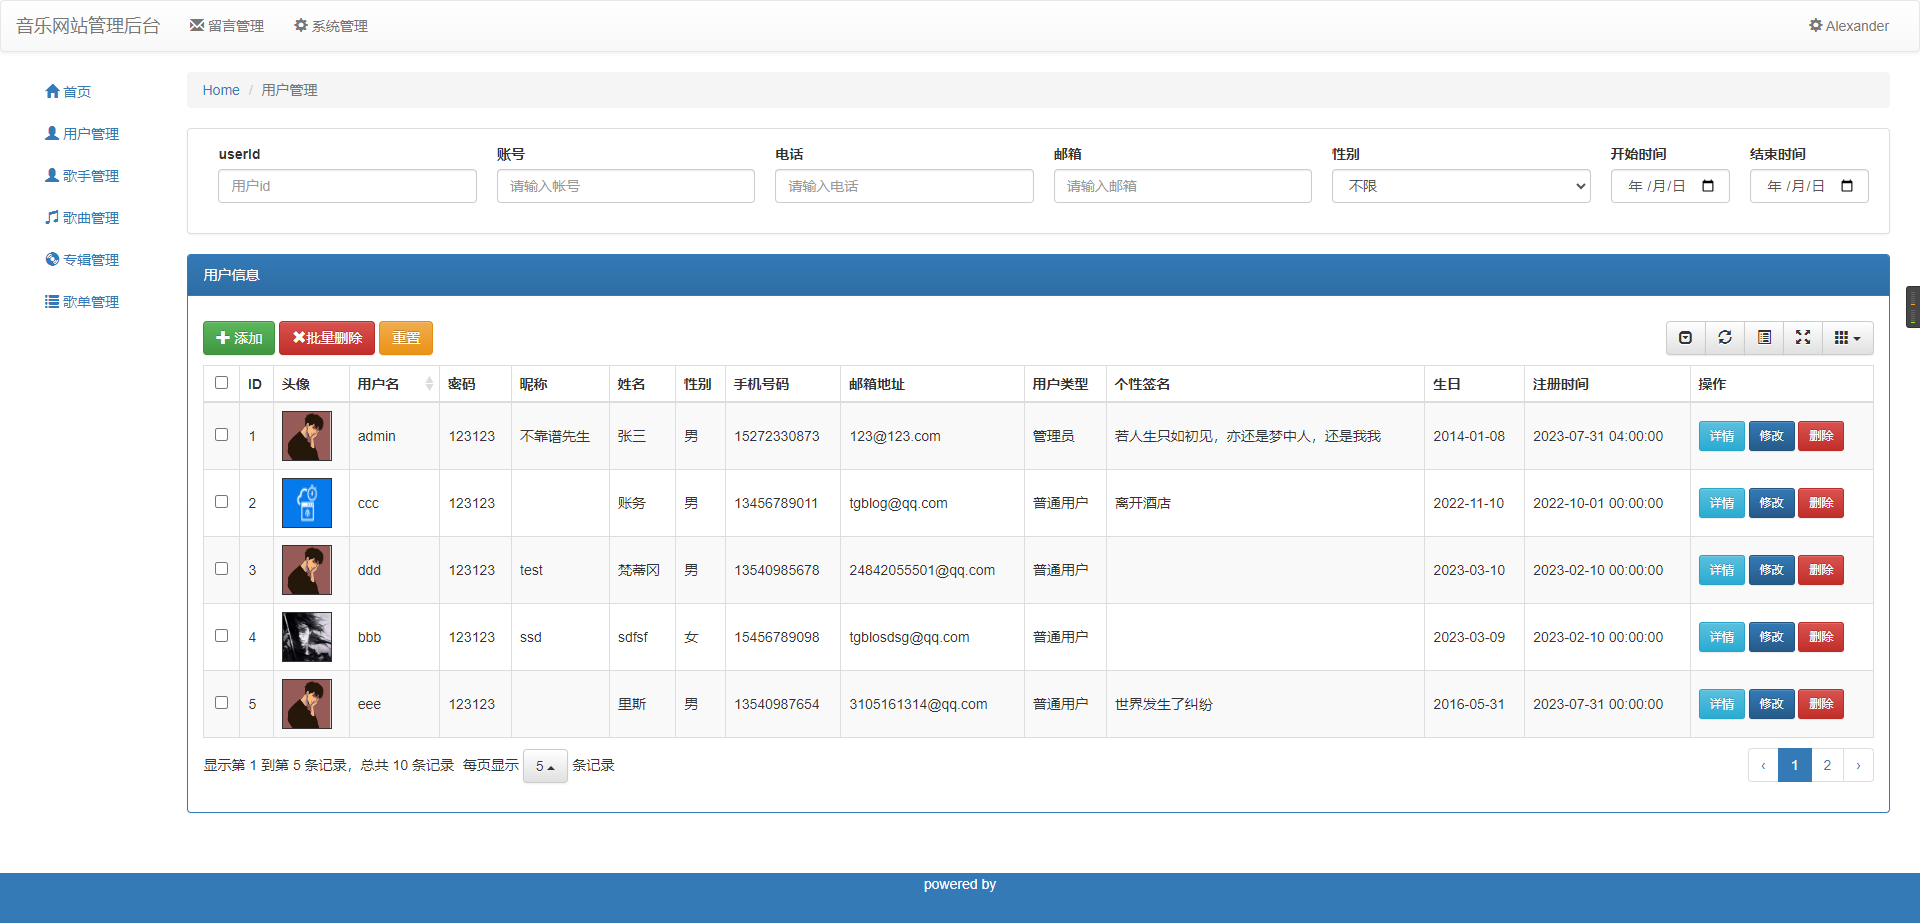 音乐网站管理后台 留言管理 系统管理 Alexander
首页
用户管理
歌手管理
歌曲管理
专辑管理
歌单管理
Home / 用户管理
userId 账号 电话 邮箱 性别 开始时间 结束时间
用户id 请输入帐号 请输入电话 请输入邮箱 不限 年 /月/日 年 /月/日
用户信息
添加 批量删除 重置
ID 头像 用户名 密码 昵称 姓名 性别 手机号码 邮箱地址 用户类型 个性签名 生日 注册时间 操作
1 admin 123123 不靠谱先生 张三 男 15272330873 123@123.com 管理员 若人生只如初见，亦还是梦中人，还是我我 2014-01-08 2023-07-31 04:00:00 详情 修改 删除
2 ccc 123123 账务 男 13456789011 tgblog@qq.com 普通用户 离开酒店 2022-11-10 2022-10-01 00:00:00 详情 修改 删除
3 ddd 123123 test 梵蒂冈 男 13540985678 24842055501@qq.com 普通用户 2023-03-10 2023-02-10 00:00:00 详情 修改 删除
4 bbb 123123 ssd sdfsf 女 15456789098 tgblosdsg@qq.com 普通用户 2023-03-09 2023-02-10 00:00:00 详情 修改 删除
5 eee 123123 里斯 男 13540987654 3105161314@qq.com 普通用户 世界发生了纠纷 2016-05-31 2023-07-31 00:00:00 详情 修改 删除
显示第 1 到第 5 条记录，总共 10 条记录 每页显示 5 条记录 ‹ 1 2 ›
powered by